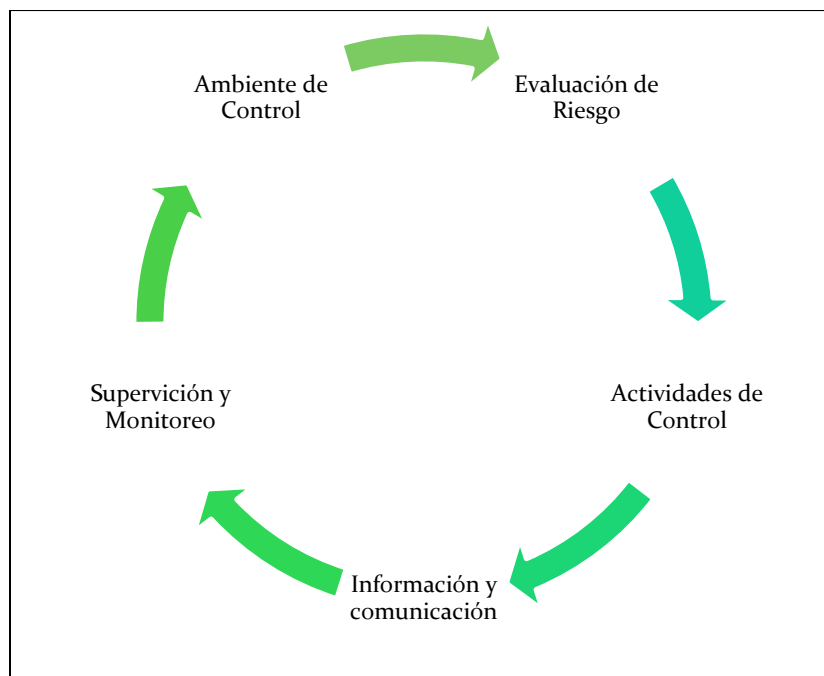 Ambiente de
Control
Evaluación de
Riesgo
Actividades de
Control
Información y
comunicación
Supervición y
Monitoreo